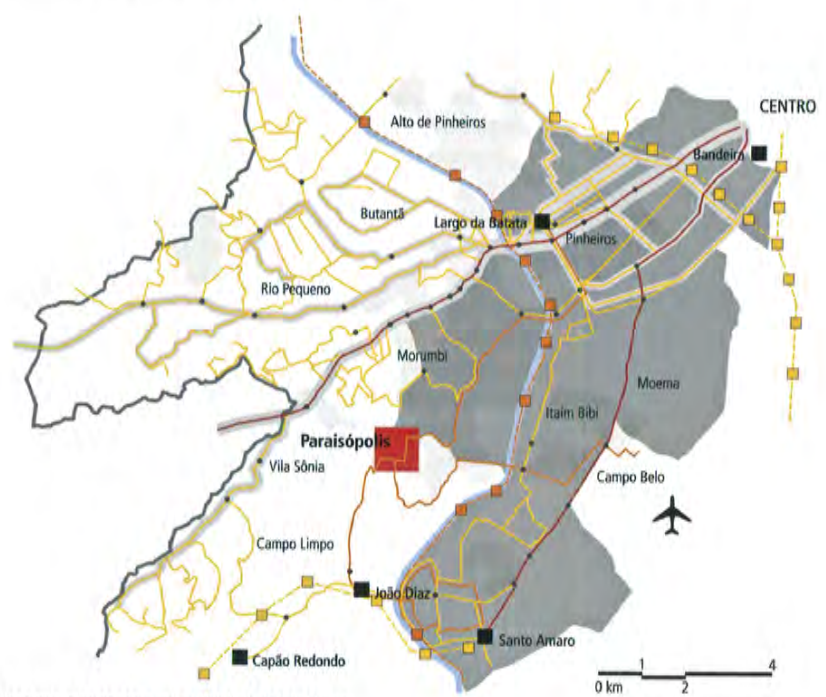 CENTRO
Alto de Pinheiros
Bandeira
Butantã
Largo da Batata
Pinheiros
Rio Pequeno
Morumbi
Moema
Itaim Bibi
Paraisópolis
Vila Sônia
Campo Belo
Campo Limpo
João Diaz
Santo Amaro
Capão Redondo
1 4
0 km 2